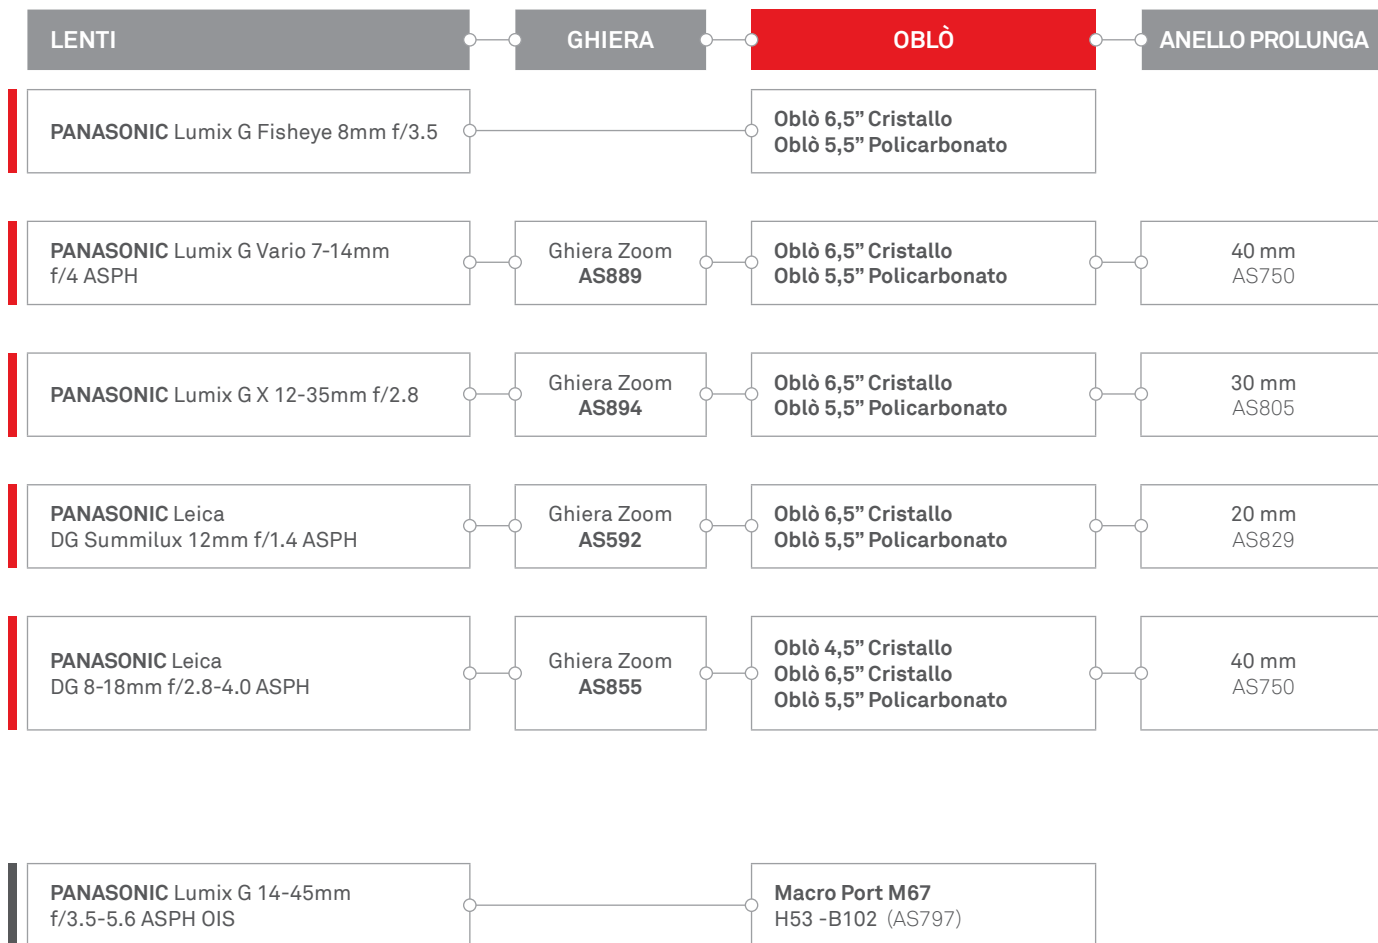 LENTI
GHIERA
OBLÒ
ANELLO PROLUNGA
PANASONIC Lumix G Fisheye 8mm f/3.5
Oblò 6,5” Cristallo
Oblò 5,5” Policarbonato
PANASONIC Lumix G Vario 7-14mm
f/4 ASPH
Ghiera Zoom
AS889
Oblò 6,5” Cristallo
Oblò 5,5” Policarbonato
40 mm
AS750
PANASONIC Lumix G X 12-35mm f/2.8
Ghiera Zoom
AS894
Oblò 6,5” Cristallo
Oblò 5,5” Policarbonato
30 mm
AS805
PANASONIC Leica
DG Summilux 12mm f/1.4 ASPH
Ghiera Zoom
AS592
Oblò 6,5” Cristallo
Oblò 5,5” Policarbonato
20 mm
AS829
PANASONIC Leica
DG 8-18mm f/2.8-4.0 ASPH
Ghiera Zoom
AS855
Oblò 4,5” Cristallo
Oblò 6,5” Cristallo
Oblò 5,5” Policarbonato
40 mm
AS750
PANASONIC Lumix G 14-45mm
f/3.5-5.6 ASPH OIS
Macro Port M67
H53 -B102 (AS797)